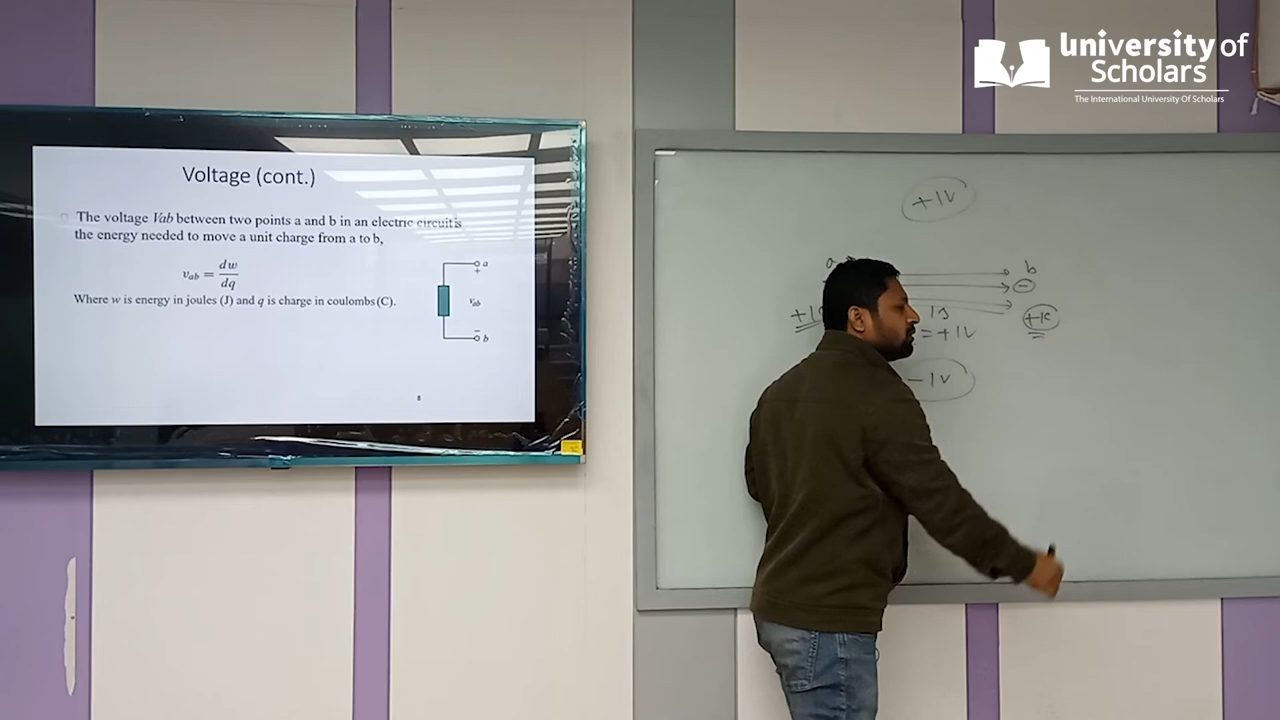 university of
Scholars
The International University Of Scholars
Voltage (cont.)
The voltage Vab between two points a and b in an electric circuit is
the energy needed to move a unit charge from a to b,
vab = dw/dq
Where w is energy in joules (J) and q is charge in coulombs (C).
a
+
vab
−
b
8
+1V
a
b
−
+1C
1J
= +1V
−1V